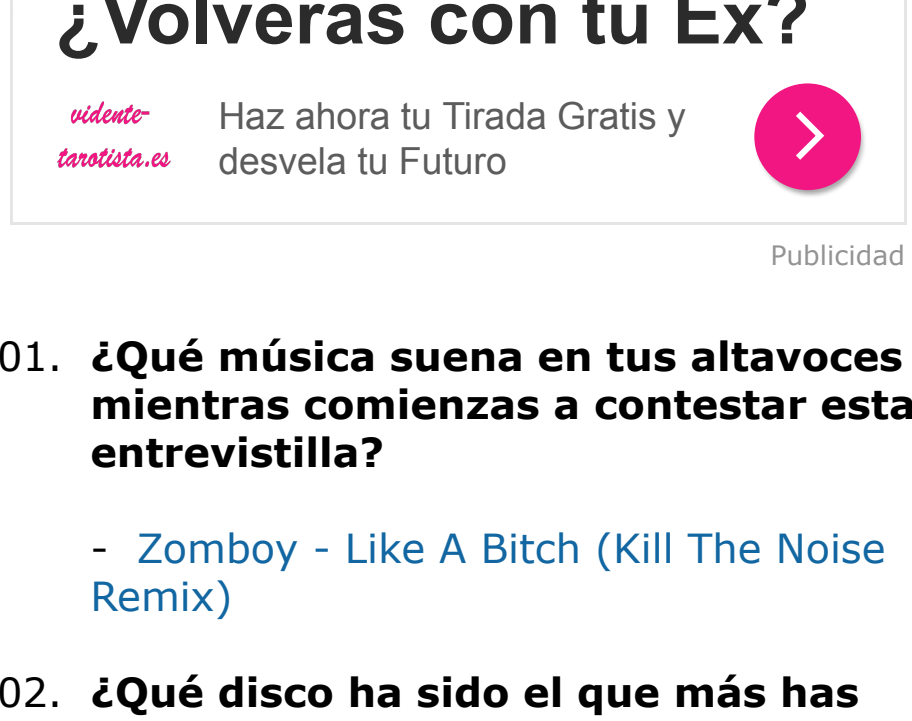 ¿Volverás con tu Ex?
vidente-
tarotista.es
Haz ahora tu Tirada Gratis y
desvela tu Futuro
Publicidad
01. ¿Qué música suena en tus altavoces
mientras comienzas a contestar esta
entrevistilla?
- Zomboy - Like A Bitch (Kill The Noise
Remix)
02. ¿Qué disco ha sido el que más has